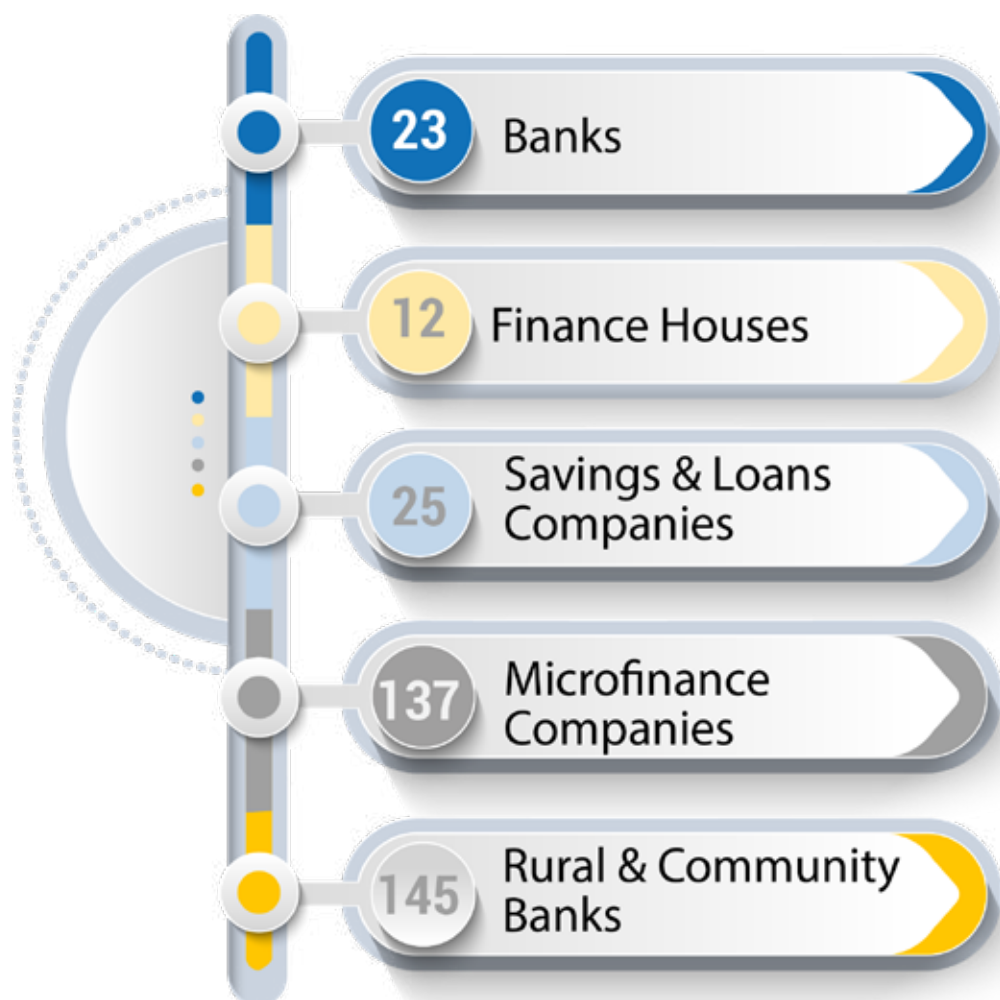 23 Banks
12 Finance Houses
25 Savings & Loans
Companies
137 Microfinance
Companies
145 Rural & Community
Banks